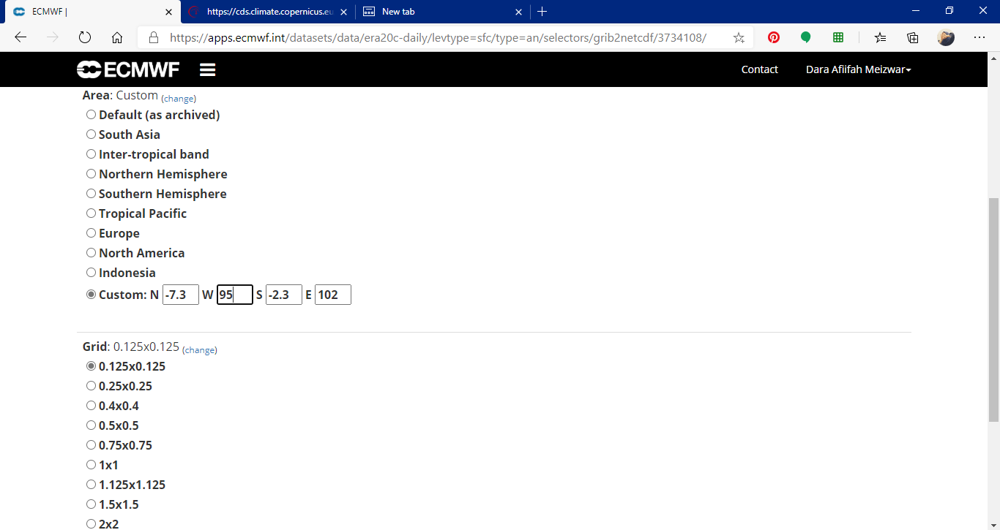 ECMWF |
https://cds.climate.copernicus.eu
New tab
https://apps.ecmwf.int/datasets/data/era20c-daily/levtype=sfc/type=an/selectors/grib2netcdf/3734108/
ECMWF
Contact
Dara Afiifah Meizwar
Area: Custom (change)
Default (as archived)
South Asia
Inter-tropical band
Northern Hemisphere
Southern Hemisphere
Tropical Pacific
Europe
North America
Indonesia
Custom: N -7.3 W 95 S -2.3 E 102
Grid: 0.125x0.125 (change)
0.125x0.125
0.25x0.25
0.4x0.4
0.5x0.5
0.75x0.75
1x1
1.125x1.125
1.5x1.5
2x2